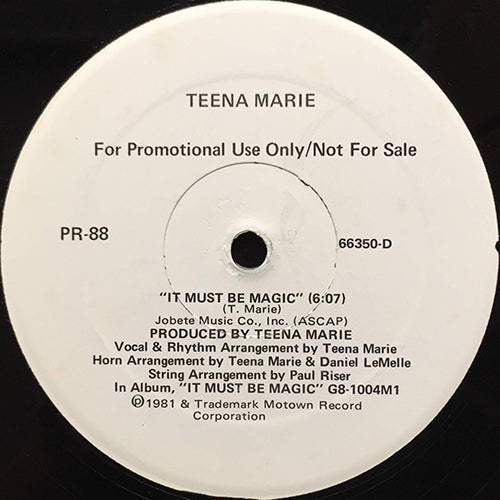 TEENA MARIE
For Promotional Use Only/Not For Sale
PR-88
66350-D
"IT MUST BE MAGIC" (6:07)
(T. Marie)
Jobete Music Co., Inc. (ASCAP)
PRODUCED BY TEENA MARIE
Vocal & Rhythm Arrangement by Teena Marie
Horn Arrangement by Teena Marie & Daniel LeMelle
String Arrangement by Paul Riser
In Album, "IT MUST BE MAGIC" G8-1004M1
℗1981 & Trademark Motown Record
Corporation